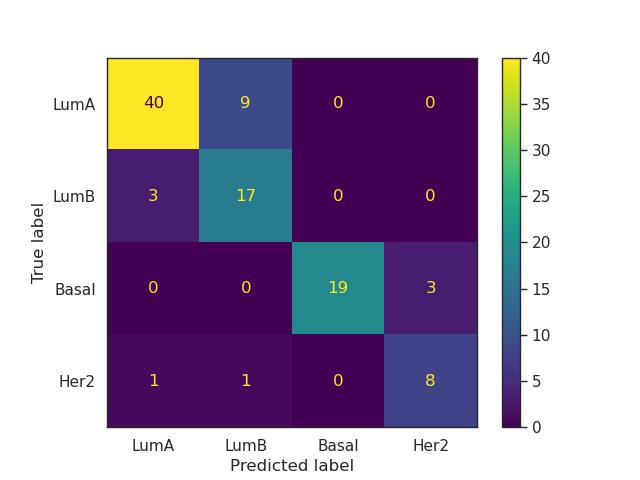 LumA 40 9 0 0
LumB 3 17 0 0
Basal 0 0 19 3
Her2 1 1 0 8
LumA LumB Basal Her2
Predicted label
True label
40
35
30
25
20
15
10
5
0